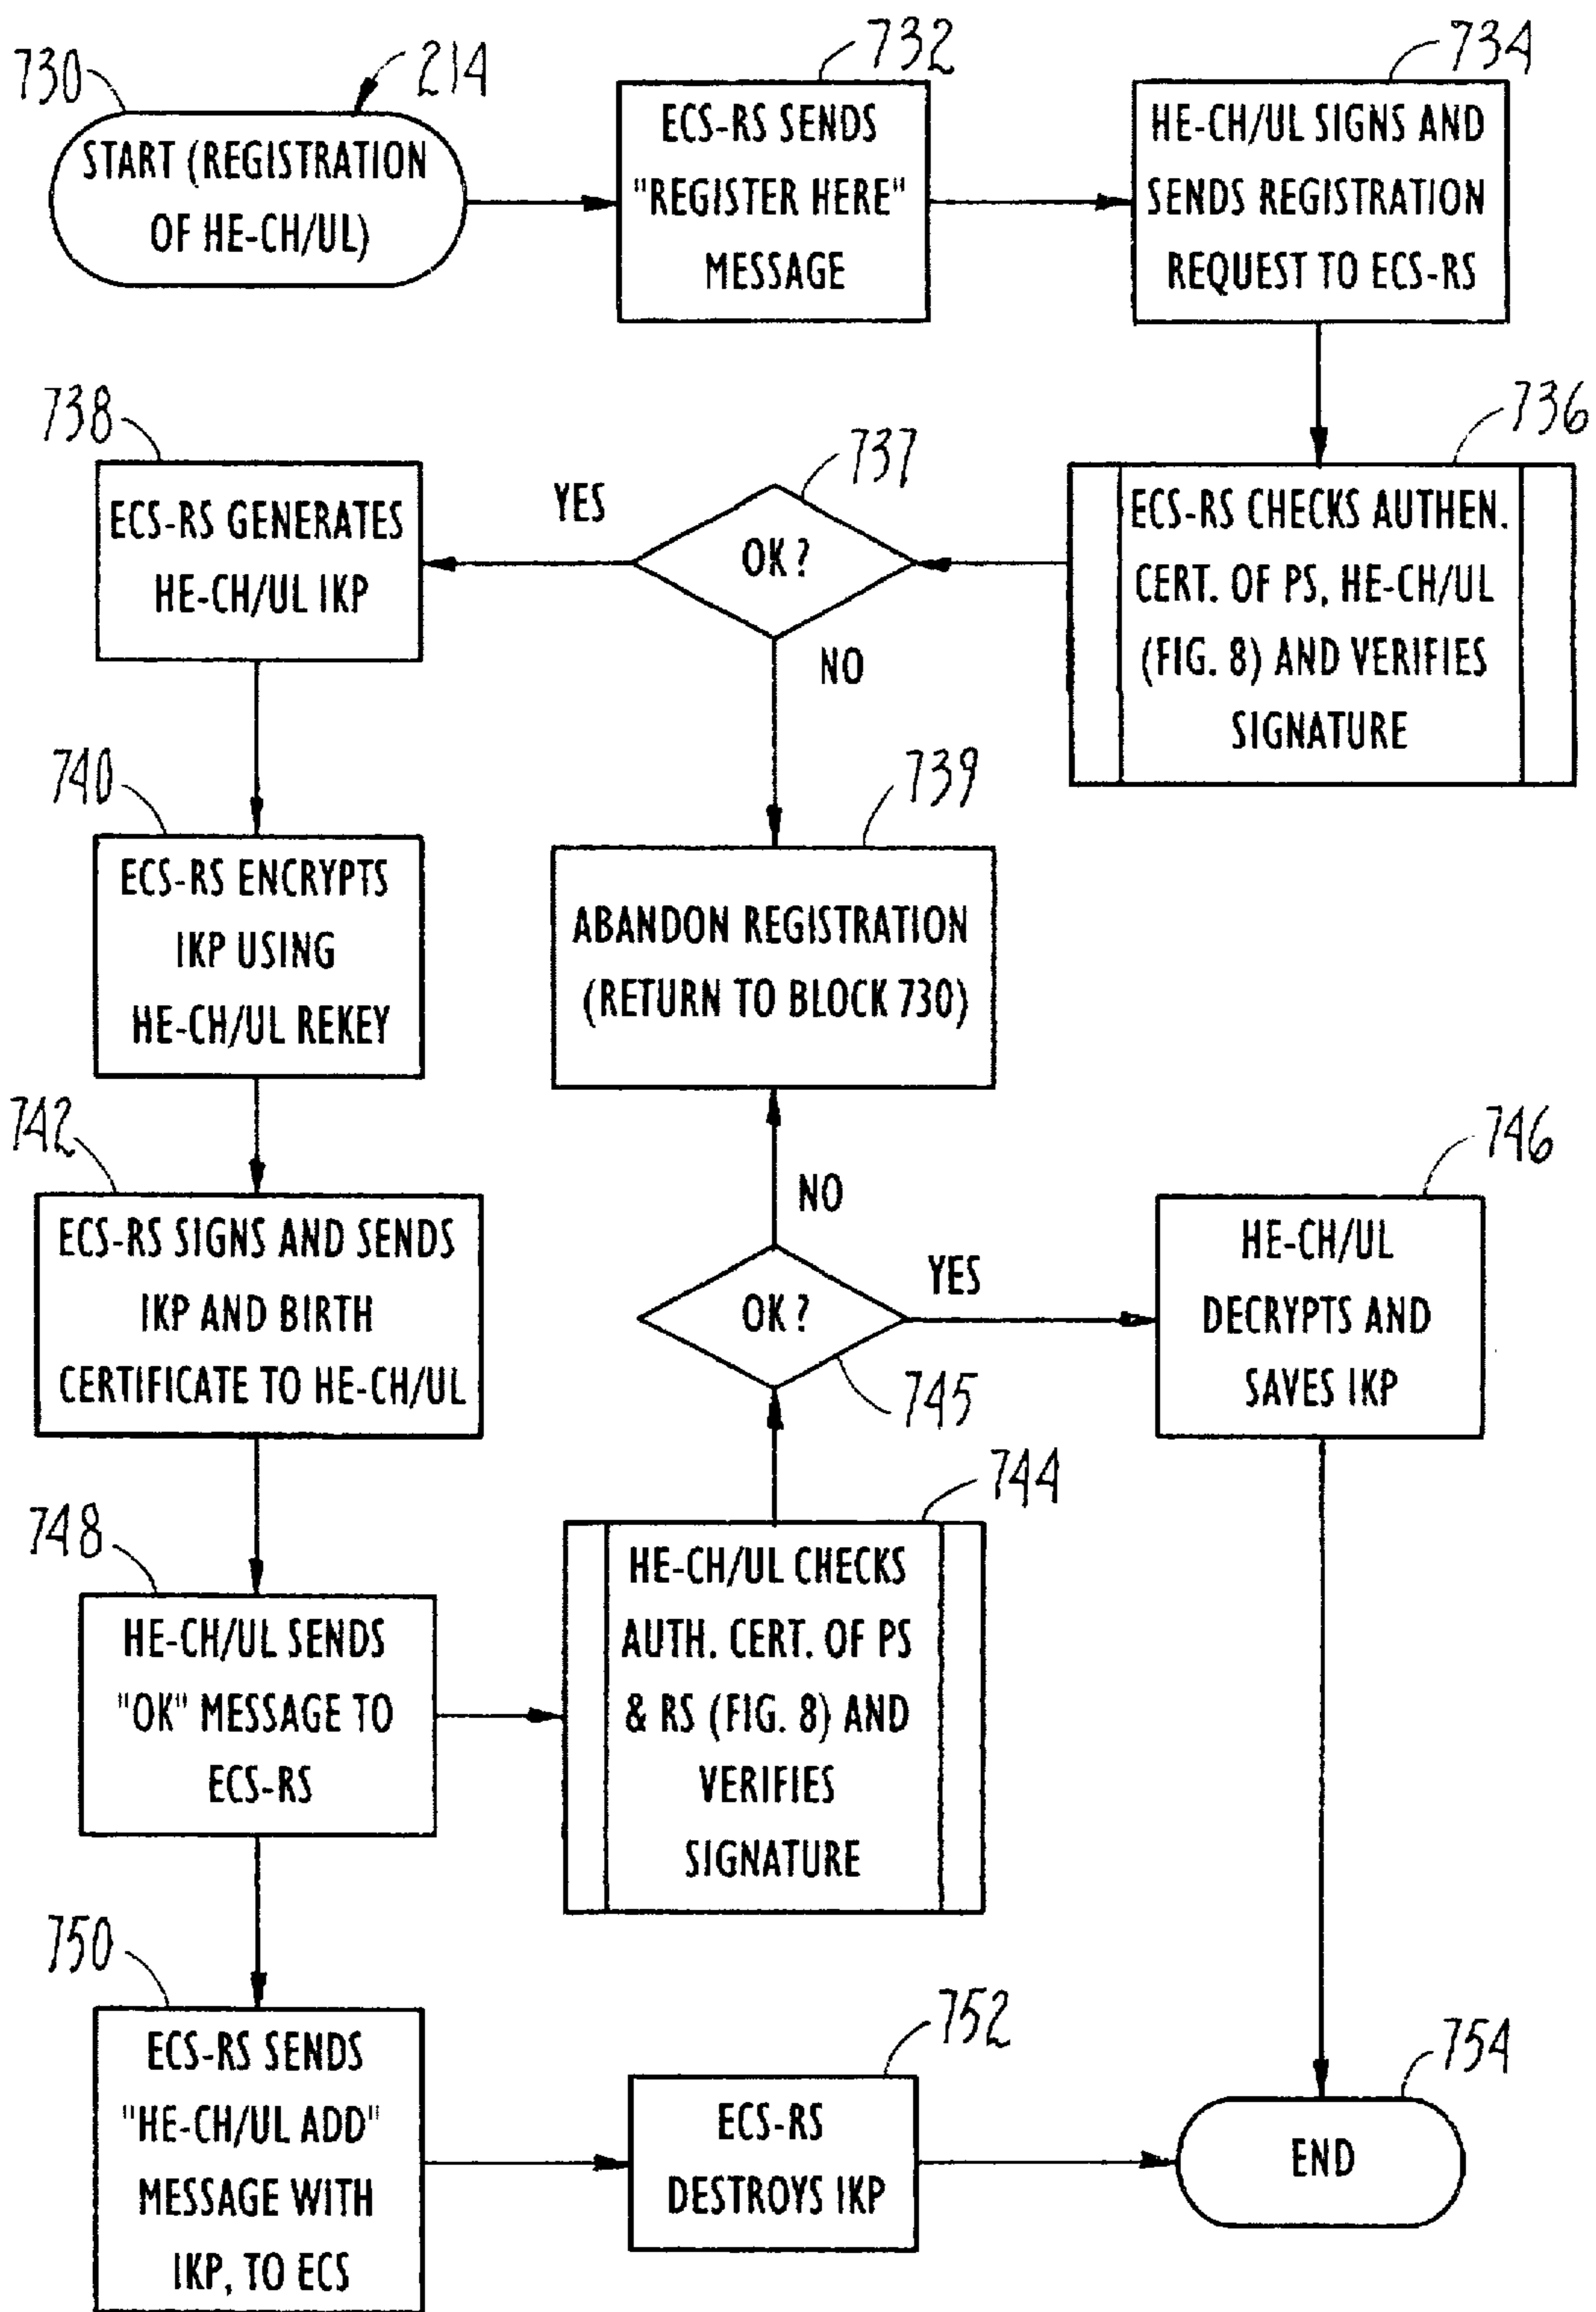 730
214
START (REGISTRATION
OF HE-CH/UL)
732
ECS-RS SENDS
"REGISTER HERE"
MESSAGE
734
HE-CH/UL SIGNS AND
SENDS REGISTRATION
REQUEST TO ECS-RS
736
ECS-RS CHECKS AUTHEN.
CERT. OF PS, HE-CH/UL
(FIG. 8) AND VERIFIES
SIGNATURE
737
OK?
YES
NO
738
ECS-RS GENERATES
HE-CH/UL IKP
739
ABANDON REGISTRATION
(RETURN TO BLOCK 730)
740
ECS-RS ENCRYPTS
IKP USING
HE-CH/UL REKEY
742
ECS-RS SIGNS AND SENDS
IKP AND BIRTH
CERTIFICATE TO HE-CH/UL
748
HE-CH/UL SENDS
"OK" MESSAGE TO
ECS-RS
744
HE-CH/UL CHECKS
AUTH. CERT. OF PS
& RS (FIG. 8) AND
VERIFIES
SIGNATURE
745
OK?
NO
YES
746
HE-CH/UL
DECRYPTS AND
SAVES IKP
750
ECS-RS SENDS
"HE-CH/UL ADD"
MESSAGE WITH
IKP, TO ECS
752
ECS-RS
DESTROYS IKP
754
END